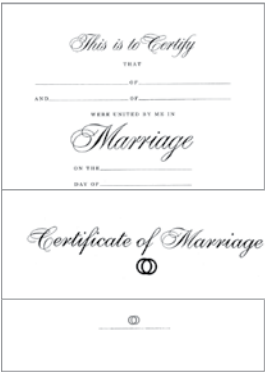 This is to Certify
THAT
OF
AND OF
WERE UNITED BY ME IN
Marriage
ON THE
DAY OF
Certificate of Marriage